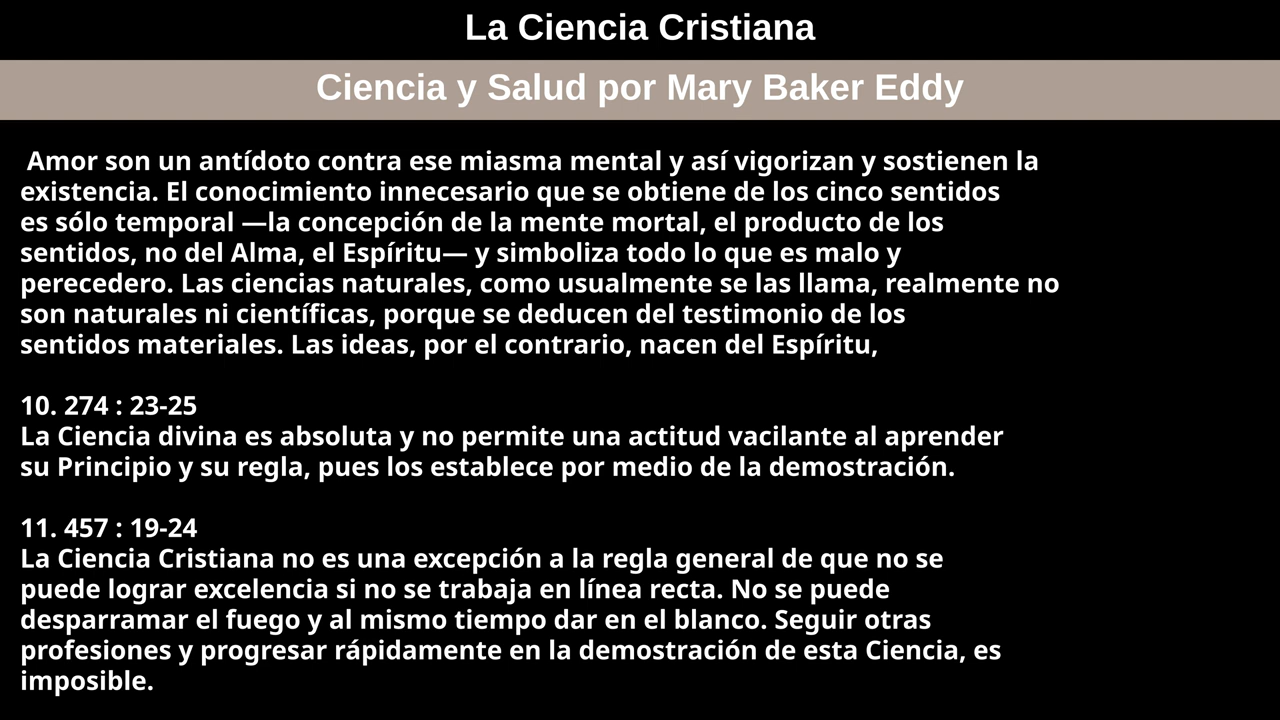 La Ciencia Cristiana
Ciencia y Salud por Mary Baker Eddy
Amor son un antídoto contra ese miasma mental y así vigorizan y sostienen la
existencia. El conocimiento innecesario que se obtiene de los cinco sentidos
es sólo temporal —la concepción de la mente mortal, el producto de los
sentidos, no del Alma, el Espíritu— y simboliza todo lo que es malo y
perecedero. Las ciencias naturales, como usualmente se las llama, realmente no
son naturales ni científicas, porque se deducen del testimonio de los
sentidos materiales. Las ideas, por el contrario, nacen del Espíritu,
10. 274 : 23-25
La Ciencia divina es absoluta y no permite una actitud vacilante al aprender
su Principio y su regla, pues los establece por medio de la demostración.
11. 457 : 19-24
La Ciencia Cristiana no es una excepción a la regla general de que no se
puede lograr excelencia si no se trabaja en línea recta. No se puede
desparramar el fuego y al mismo tiempo dar en el blanco. Seguir otras
profesiones y progresar rápidamente en la demostración de esta Ciencia, es
imposible.